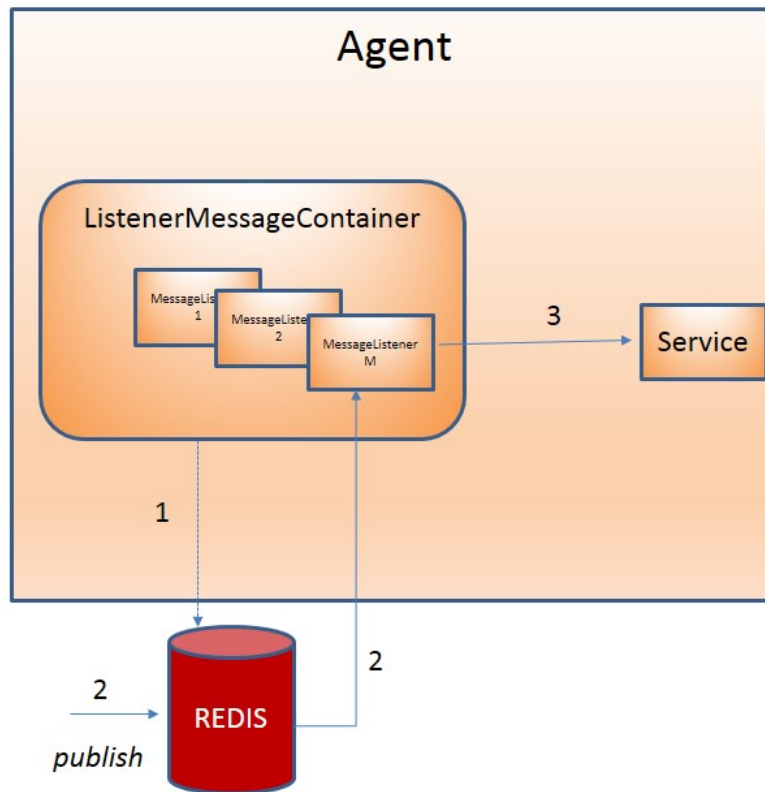 Agent
ListenerMessageContainer
MessageLis
1
MessageListe
2
MessageListener
M
3
Service
1
2
2
REDIS
publish